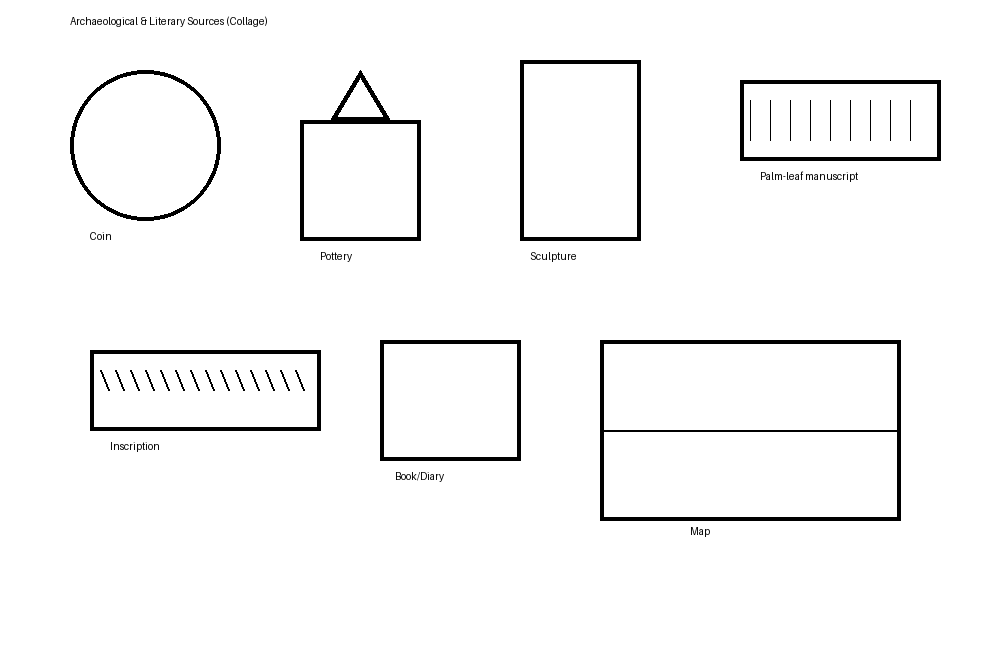 Archaeological & Literary Sources (Collage)
Coin
Pottery
Sculpture
Palm-leaf manuscript
Inscription
Book/Diary
Map